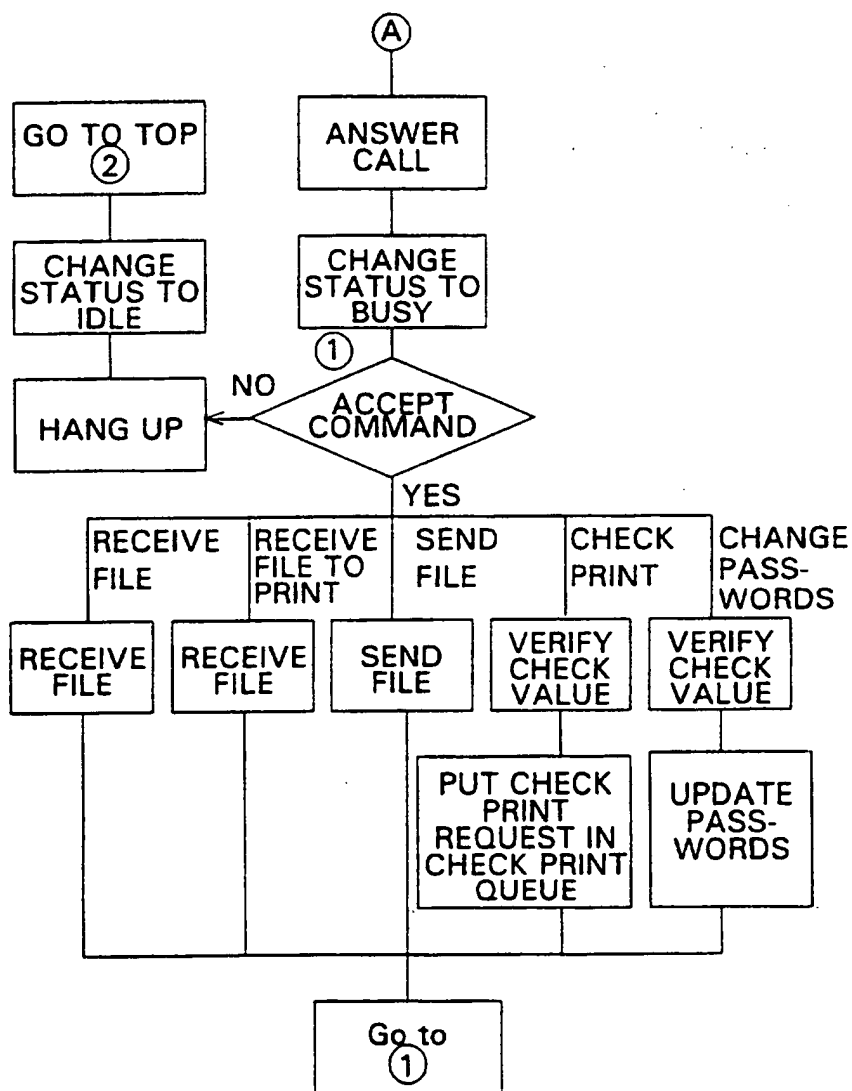 A
GO TO TOP
2
ANSWER
CALL
CHANGE
STATUS TO
IDLE
CHANGE
STATUS TO
BUSY
1
NO
HANG UP
ACCEPT
COMMAND
YES
RECEIVE
FILE
RECEIVE
FILE TO
PRINT
SEND
FILE
CHECK
PRINT
CHANGE
PASS-
WORDS
RECEIVE
FILE
RECEIVE
FILE
SEND
FILE
VERIFY
CHECK
VALUE
VERIFY
CHECK
VALUE
PUT CHECK
PRINT
REQUEST IN
CHECK PRINT
QUEUE
UPDATE
PASS-
WORDS
Go to
1